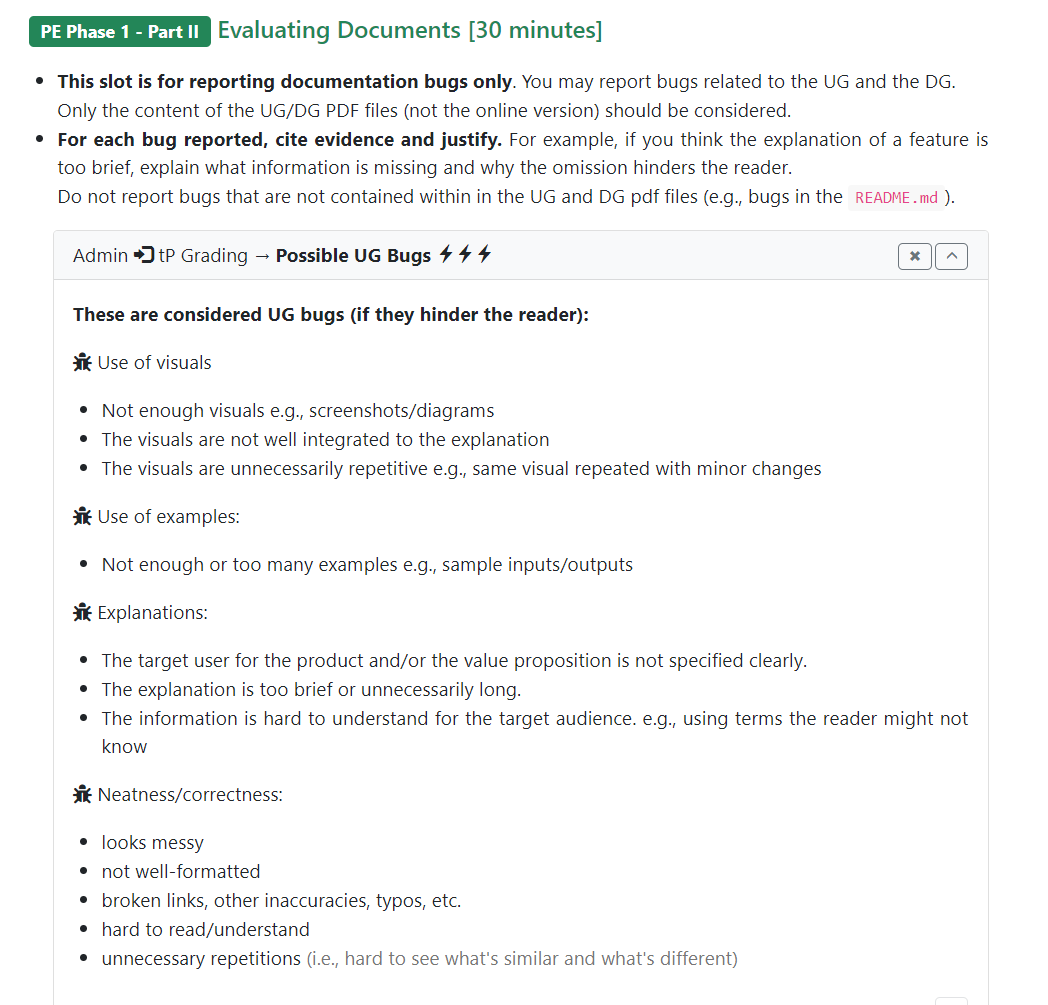 PE Phase 1 - Part II Evaluating Documents [30 minutes]
• This slot is for reporting documentation bugs only. You may report bugs related to the UG and the DG.
Only the content of the UG/DG PDF files (not the online version) should be considered.
• For each bug reported, cite evidence and justify. For example, if you think the explanation of a feature is
too brief, explain what information is missing and why the omission hinders the reader.
Do not report bugs that are not contained within in the UG and DG pdf files (e.g., bugs in the README.md ).
Admin tP Grading → Possible UG Bugs
These are considered UG bugs (if they hinder the reader):
Use of visuals
• Not enough visuals e.g., screenshots/diagrams
• The visuals are not well integrated to the explanation
• The visuals are unnecessarily repetitive e.g., same visual repeated with minor changes
Use of examples:
• Not enough or too many examples e.g., sample inputs/outputs
Explanations:
• The target user for the product and/or the value proposition is not specified clearly.
• The explanation is too brief or unnecessarily long.
• The information is hard to understand for the target audience. e.g., using terms the reader might not
know
Neatness/correctness:
• looks messy
• not well-formatted
• broken links, other inaccuracies, typos, etc.
• hard to read/understand
• unnecessary repetitions (i.e., hard to see what's similar and what's different)